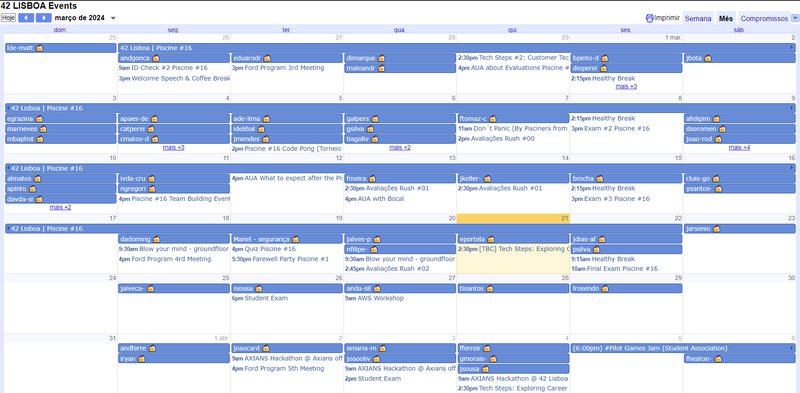 42 LISBOA Events
Hoje março de 2024 Imprimir Semana Mês Compromissos
dom. seg. ter. qua. qui. sex. sáb.
25 26 27 28 29 1 mar. 2
lde-matt
42 Lisboa | Piscine #16
andgonca
9am ID Check #2 Piscine #16
3pm Welcome Speech & Coffee Break
eduarodr
3pm Ford Program 3rd Meeting
dimarque
maleandr
2:30pm Tech Steps #2: Customer Tec
4pm AUA about Evaluations Piscine #
bpinto-d
dioperei
2:15pm Healthy Break
mais +3
jbota
3 4 5 6 7 8 9
42 Lisboa | Piscine #16
egrazina
marneves
mbaptist
apaes-de
catperei
cmatos-d
mais +3
ade-lima
idelibal
jmendes
2pm Piscine #16 Code Pong (Torneio
galpers
gsilva
tiagoliv
mais +2
ftomaz-c
11am Don´t Panic (By Pisciners from
2pm Avaliações Rush #00
2:15pm Healthy Break
3pm Exam #2 Piscine #16
afelipim
dsoromen
joao-rod
mais +4
10 11 12 13 14 15 16
42 Lisboa | Piscine #16
almatos
apinto
davda-si
mais +2
ivda-cru
ngregori
4pm Piscine #16 Team Building Event
4pm AUA What to expect after the Pi
fmeira
2:30pm Avaliações Rush #01
4pm AUA with Bocal
jkeller-
2:30pm Avaliações Rush #01
brocha
2:15pm Healthy Break
3pm Exam #3 Piscine #16
cluis-go
ysantos-
17 18 19 20 21 22 23
42 Lisboa | Piscine #16
dadoming
9:30am Blow your mind - groundfloor
4pm Ford Program 4rd Meeting
Manel - segurança
4pm Quiz Piscine #16
5:30pm Farewell Party Piscine #1
jalves-p
nfilipe-
9:30am Blow your mind - groundfloor
2:45pm Avaliações Rush #02
eportela
2:30pm [TBC] Tech Steps: Exploring C
jdias-af
psilva
9:15am Healthy Break
10am Final Exam Piscine #16
jarsenio
24 25 26 27 28 29 30
jaiveca-
isousa
6pm Student Exam
anda-sil
9am AWS Workshop
tlsantos
lrosendo
31 1 abr. 2 3 4 5 6
andferre
iryan
joaocard
9am AXIANS Hackathon @ Axians off
4pm Ford Program 5th Meeting
amaria-m
joaooliv
9am AXIANS Hackathon @ Axians off
2pm Student Exam
fferreir
gmorais-
jsousa
9am AXIANS Hackathon @ 42 Lisboa
2:30pm Tech Steps: Exploring Career
(6:00pm) #Pilot Games Jam (Student Association)
fheaton-